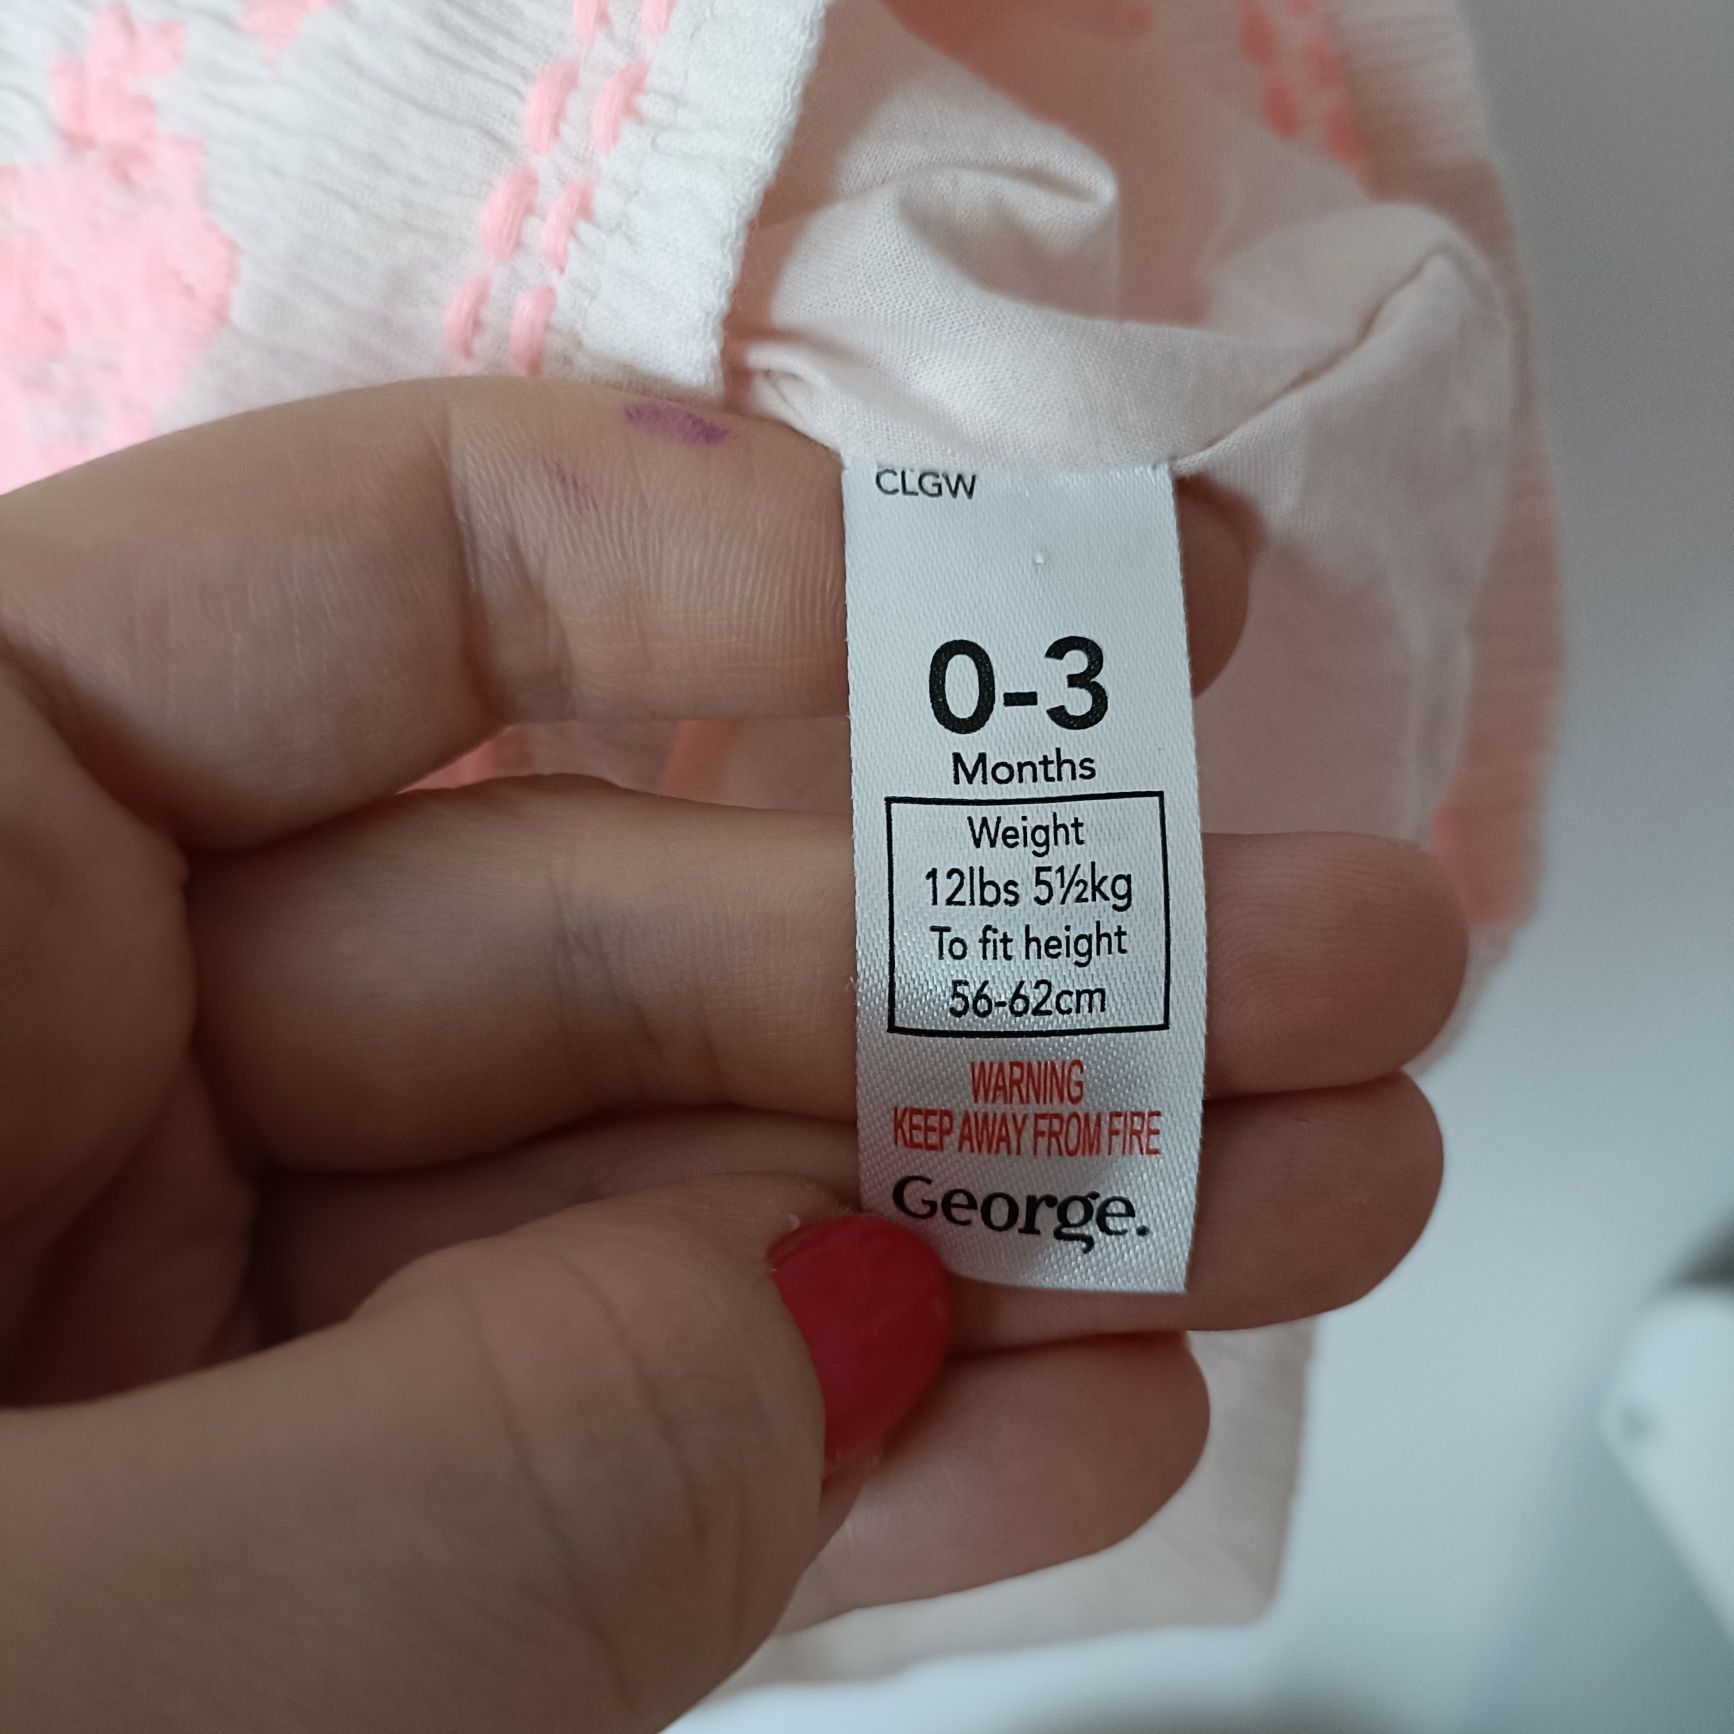 CLGW
0-3
Months
Weight
12lbs 5½kg
To fit height
56-62cm
WARNING
KEEP AWAY FROM FIRE
George.